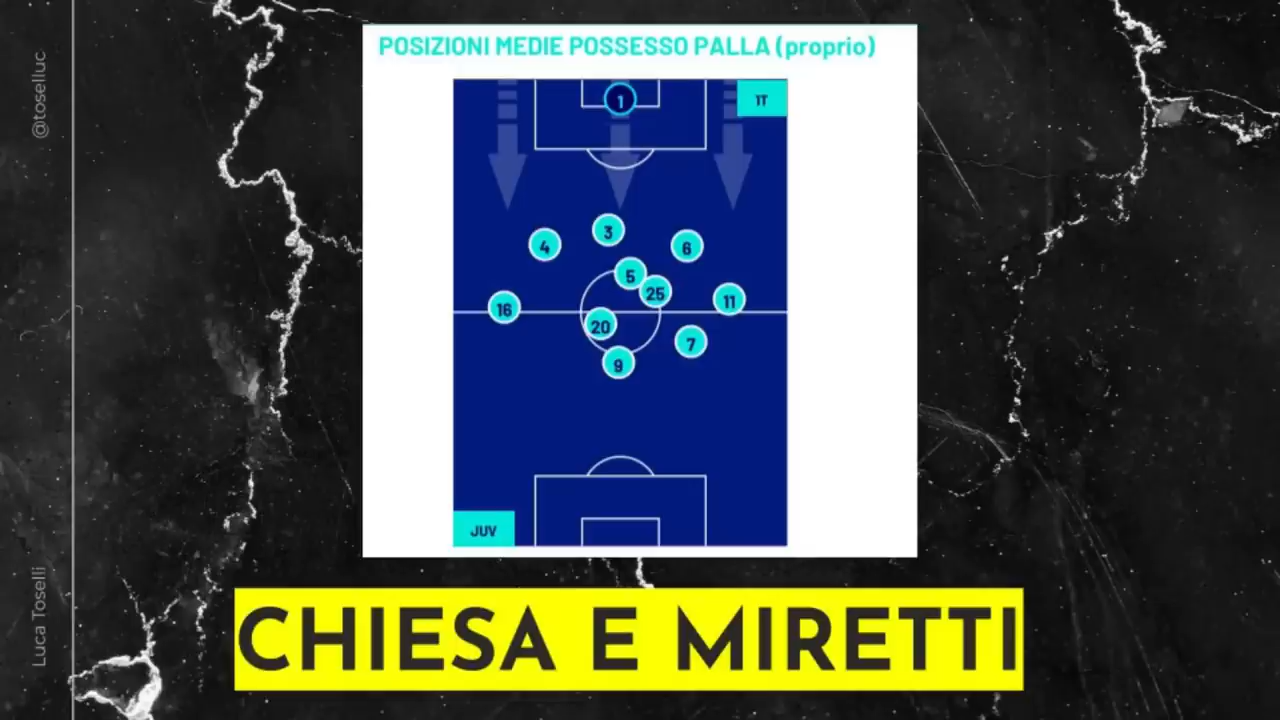 @toselluc
Luca Toselli
POSIZIONI MEDIE POSSESSO PALLA (proprio)
1
1T
3
4
6
5
25
11
16
20
7
9
JUV
CHIESA E MIRETTI